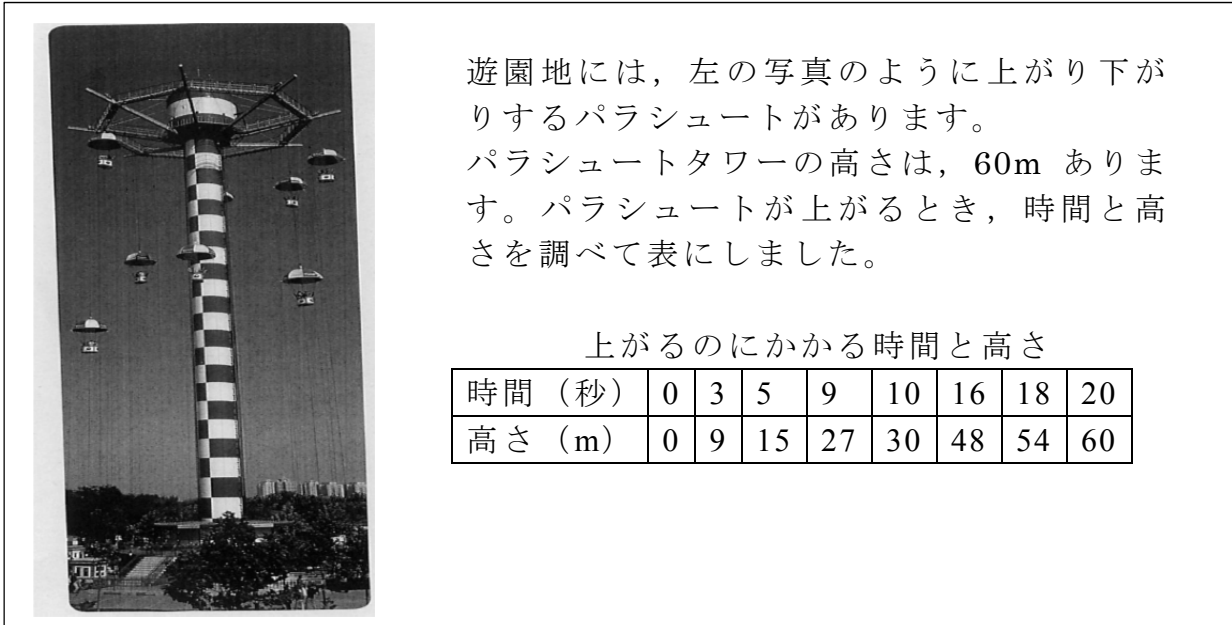 遊園地には，左の写真のように上がり下が
りするパラシュートがあります。
パラシュートタワーの高さは，60m ありま
す。パラシュートが上がるとき，時間と高
さを調べて表にしました。
上がるのにかかる時間と高さ
時間（秒） 0 3 5 9 10 16 18 20
高さ（m） 0 9 15 27 30 48 54 60